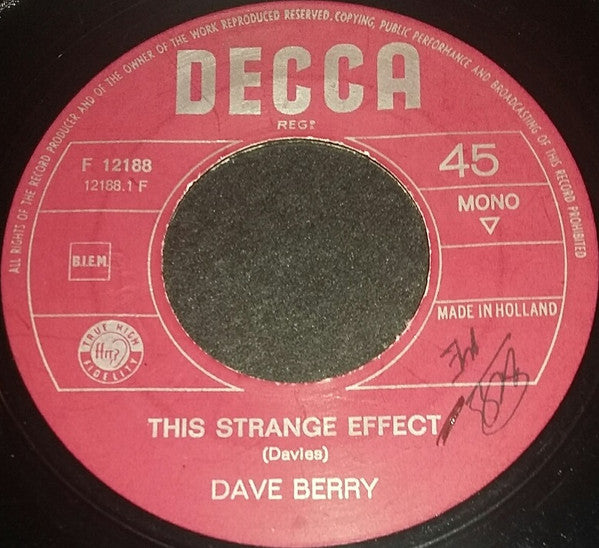 ALL RIGHTS OF THE RECORD PRODUCER AND OF THE OWNER OF THE WORK REPRODUCED RESERVED. COPYING, PUBLIC PERFORMANCE AND BROADCASTING OF THIS RECORD PROHIBITED
DECCA
REGD
F 12188
12188.1 F
45
MONO
B.I.E.M.
MADE IN HOLLAND
TRUE HIGH
ffrr
FIDELITY
THIS STRANGE EFFECT
(Davies)
DAVE BERRY